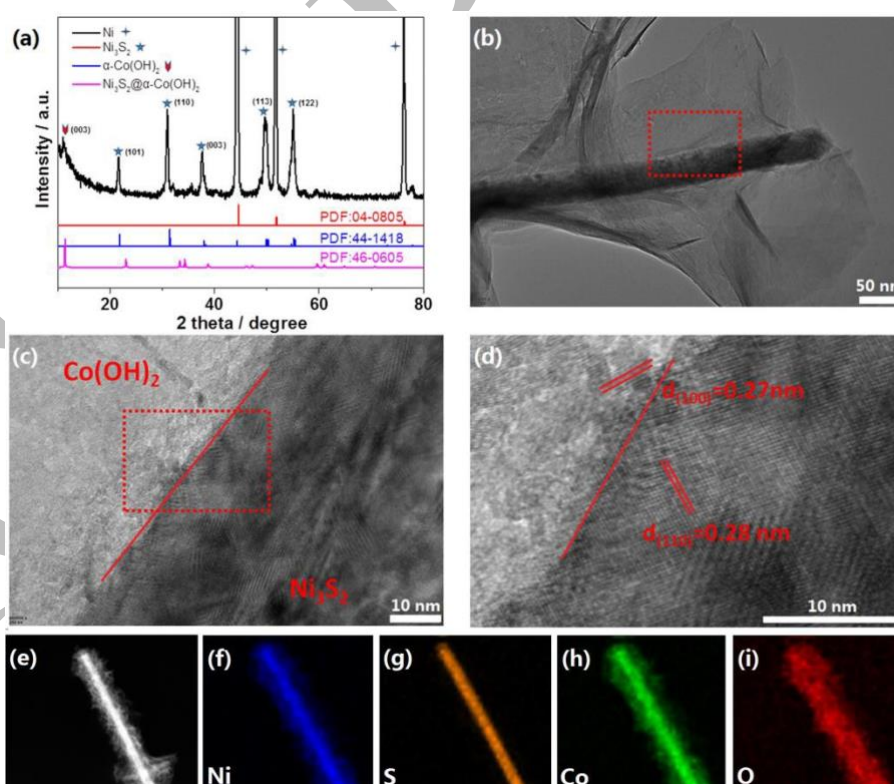 (a)
Ni
Ni₃S₂
α-Co(OH)₂
Ni₃S₂@α-Co(OH)₂
(003)
(101)
(110)
(003)
(113)
(122)
PDF:04-0805
PDF:44-1418
PDF:46-0605
Intensity / a.u.
20 40 60 80
2 theta / degree
(b)
50 nm
(c)
Co(OH)₂
Ni₃S₂
10 nm
(d)
d₍₁₀₀₎=0.27nm
d₍₁₁₀₎=0.28 nm
10 nm
(e)
(f)
Ni
(g)
S
(h)
Co
(i)
O